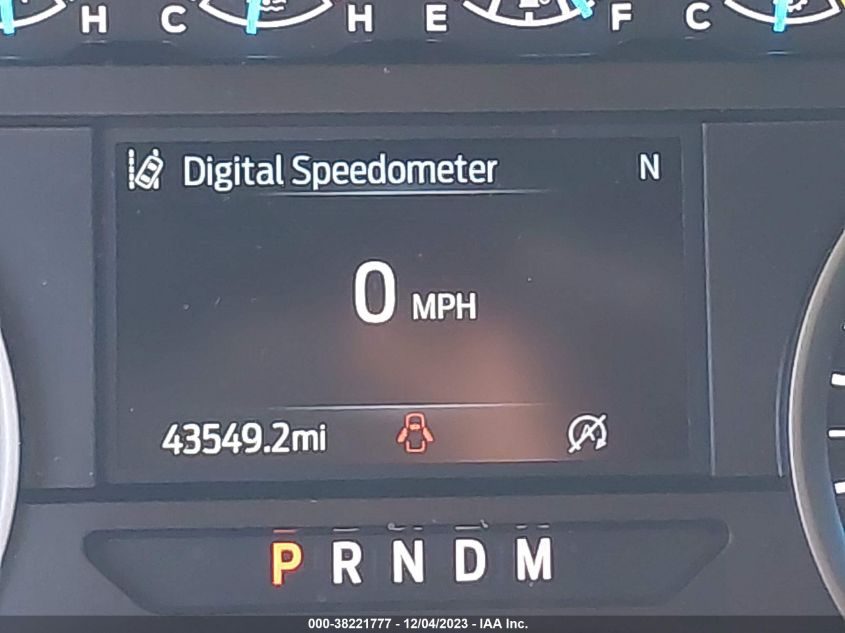 H C H E F C
Digital Speedometer N
0 MPH
43549.2mi
P R N D M
000-38221777 - 12/04/2023 - IAA Inc.